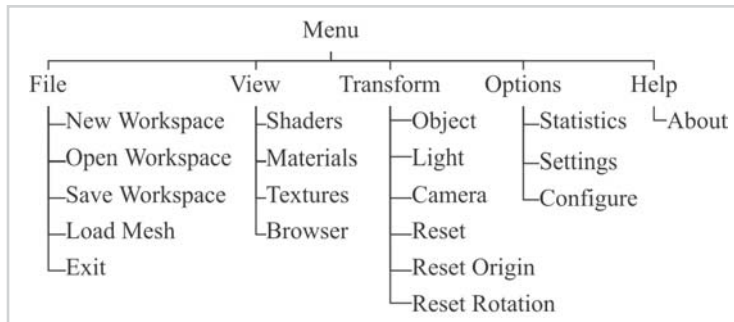 Menu
File View Transform Options Help
New Workspace Shaders Object Statistics About
Open Workspace Materials Light Settings
Save Workspace Textures Camera Configure
Load Mesh Browser Reset
Exit Reset Origin
Reset Rotation